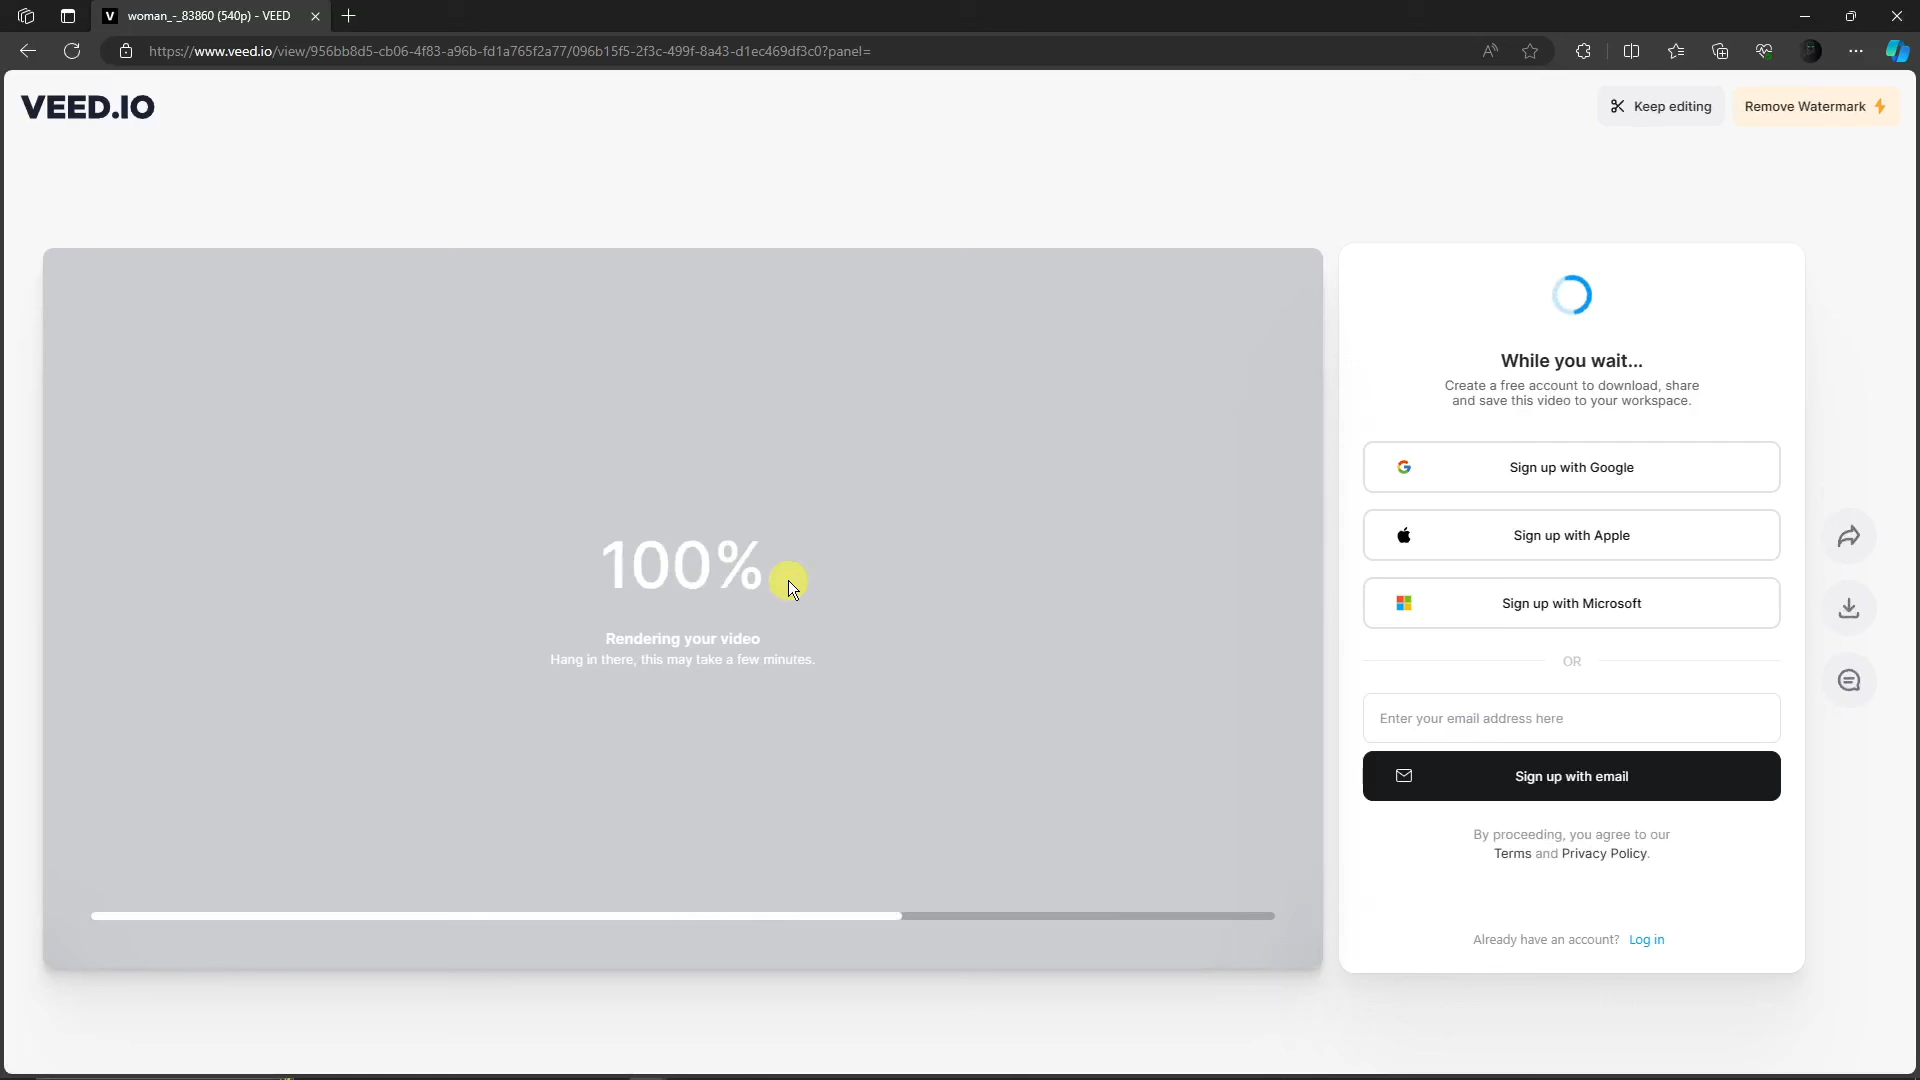 woman_-_83860 (540p) - VEED
https://www.veed.io/view/956bb8d5-cb06-4f83-a96b-fd1a765f2a77/096b15f5-2f3c-499f-8a43-d1ec469df3c0?panel=
VEED.IO
Keep editing
Remove Watermark
100%
Rendering your video
Hang in there, this may take a few minutes.
While you wait...
Create a free account to download, share
and save this video to your workspace.
Sign up with Google
Sign up with Apple
Sign up with Microsoft
OR
Enter your email address here
Sign up with email
By proceeding, you agree to our
Terms and Privacy Policy.
Already have an account? Log in